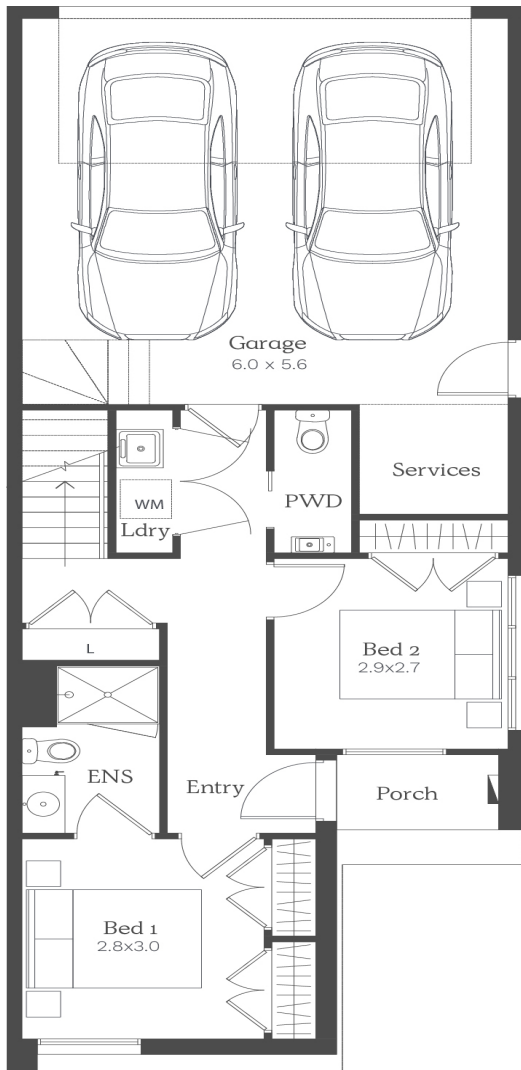 Garage
6.0 x 5.6
Services
WM
PWD
Ldry
Bed 2
2.9x2.7
L
ENS
Entry
Porch
Bed 1
2.8x3.0